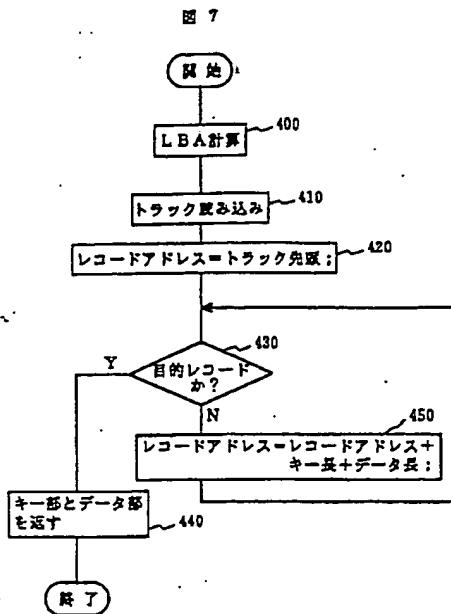 図 7
開 始
LBA計算
400
トラック読み込み
410
レコードアドレス=トラック先頭;
420
目的レコード
か?
430
Y
N
レコードアドレス=レコードアドレス+
キー長+データ長;
450
キー部とデータ部
を返す
440
終 了